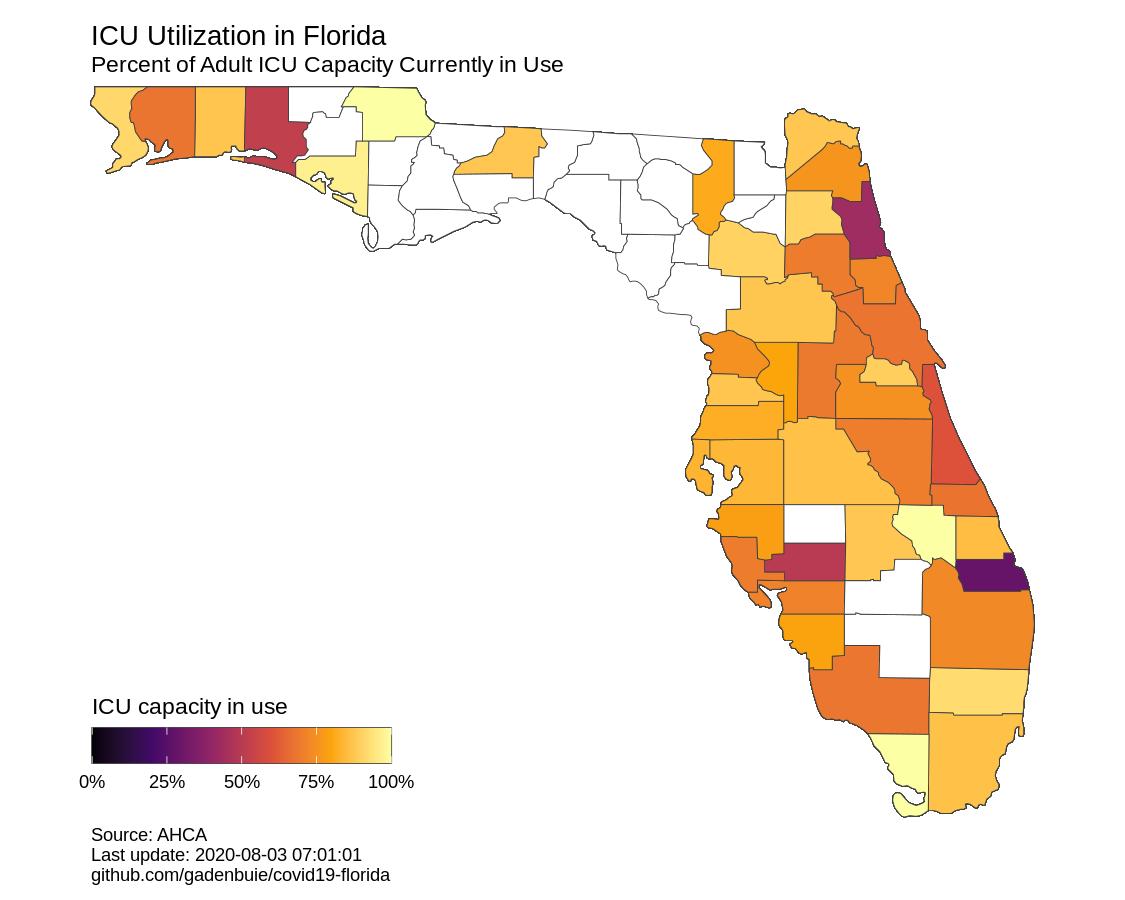 ICU Utilization in Florida
Percent of Adult ICU Capacity Currently in Use
ICU capacity in use
0% 25% 50% 75% 100%
Source: AHCA
Last update: 2020-08-03 07:01:01
github.com/gadenbuie/covid19-florida